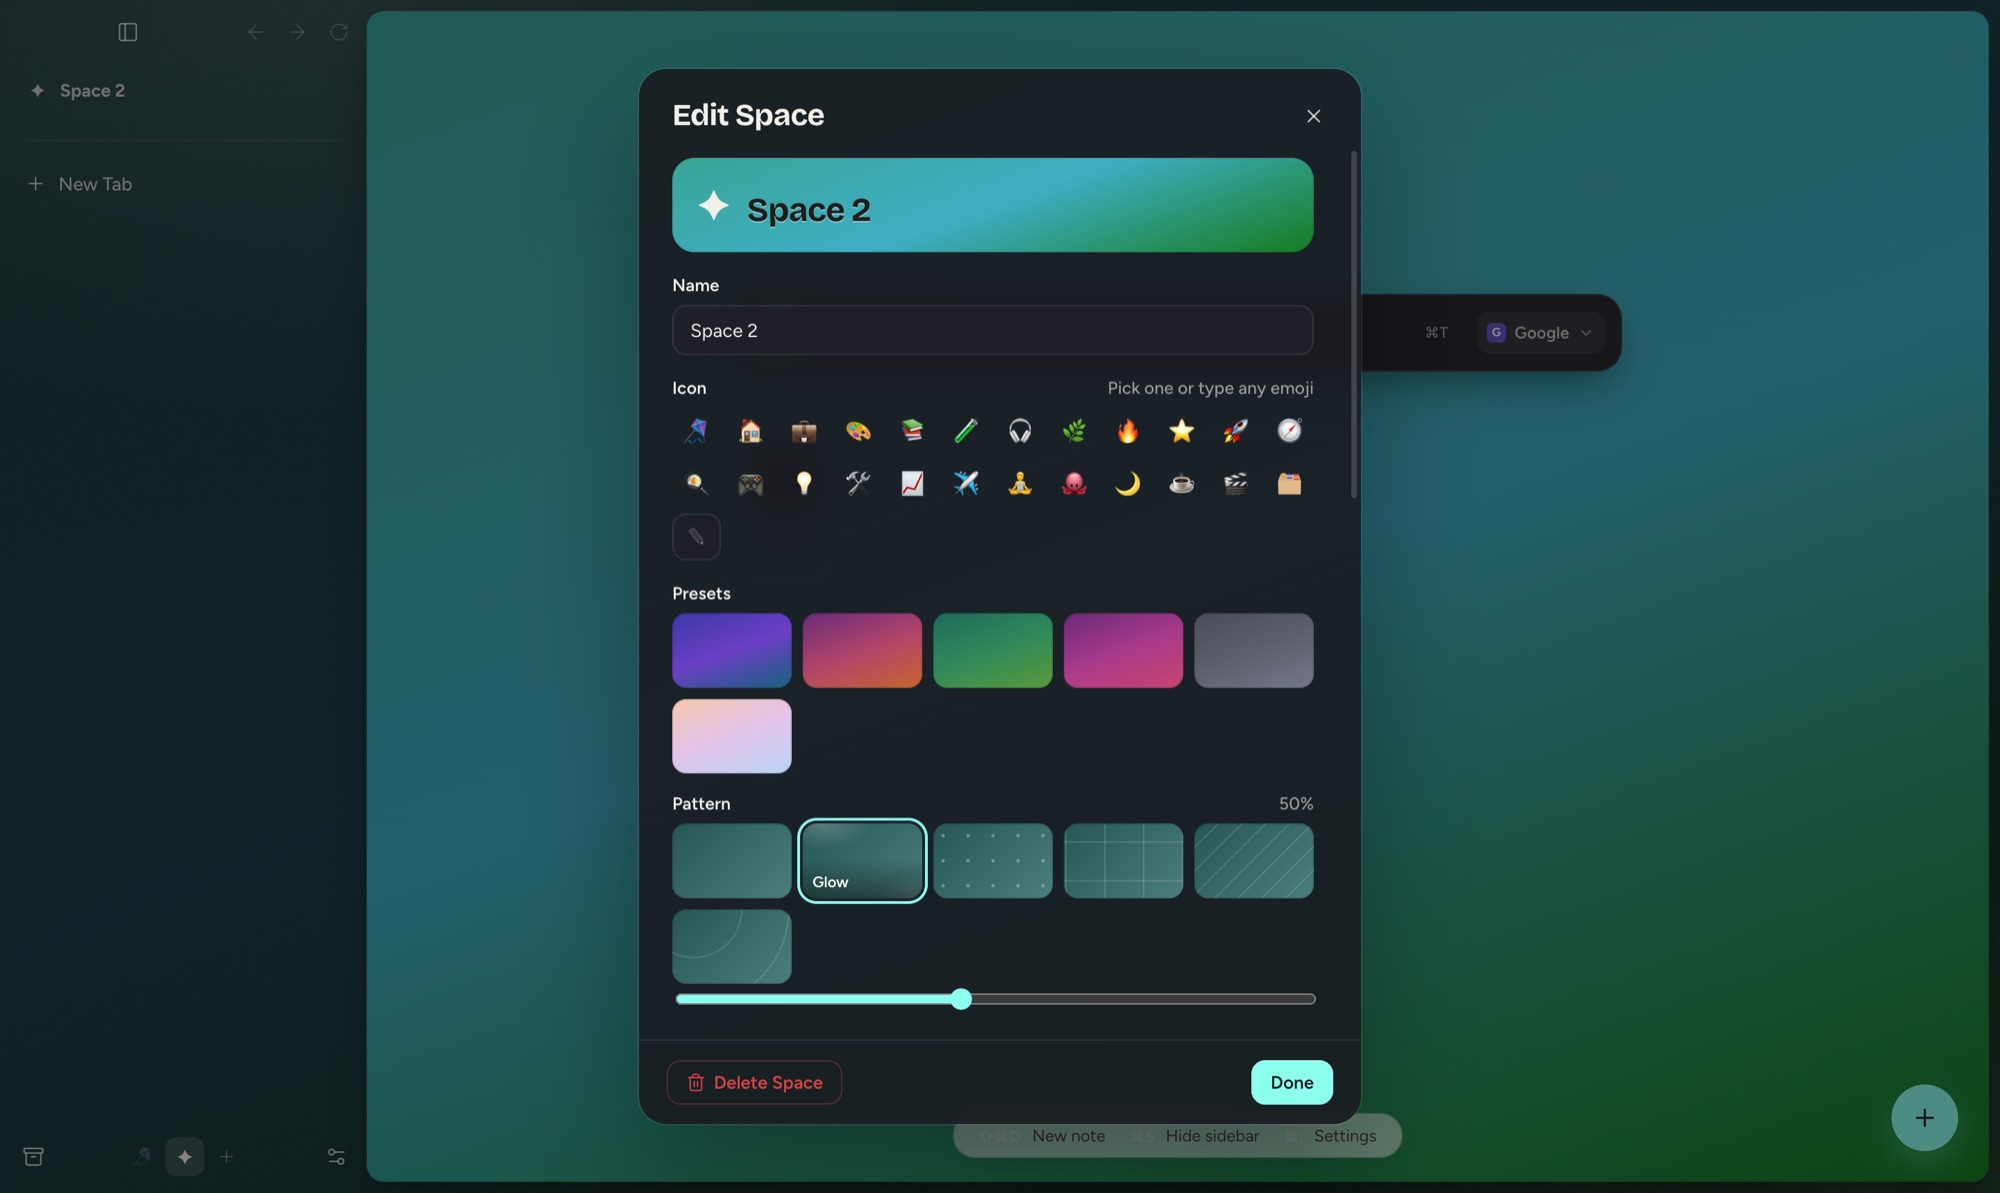 Space 2
New Tab
Edit Space
Space 2
Name
Space 2
⌘T
G Google
Icon
Pick one or type any emoji
Presets
Pattern
50%
Glow
Delete Space
Done
New note
⌘S Hide sidebar
Settings